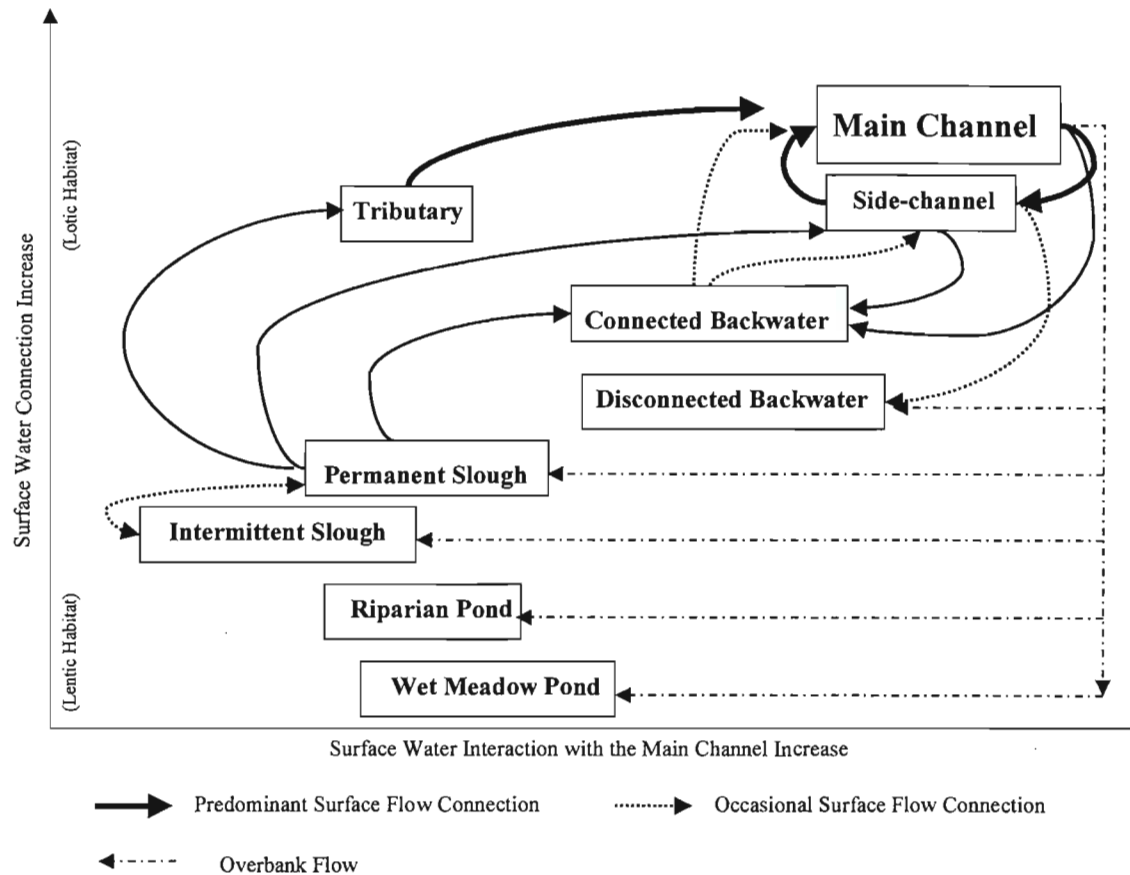 Main Channel
Side-channel
Tributary
Connected Backwater
Disconnected Backwater
Permanent Slough
Intermittent Slough
Riparian Pond
Wet Meadow Pond
Surface Water Connection Increase
(Lotic Habitat)
(Lentic Habitat)
Surface Water Interaction with the Main Channel Increase
Predominant Surface Flow Connection
Occasional Surface Flow Connection
Overbank Flow